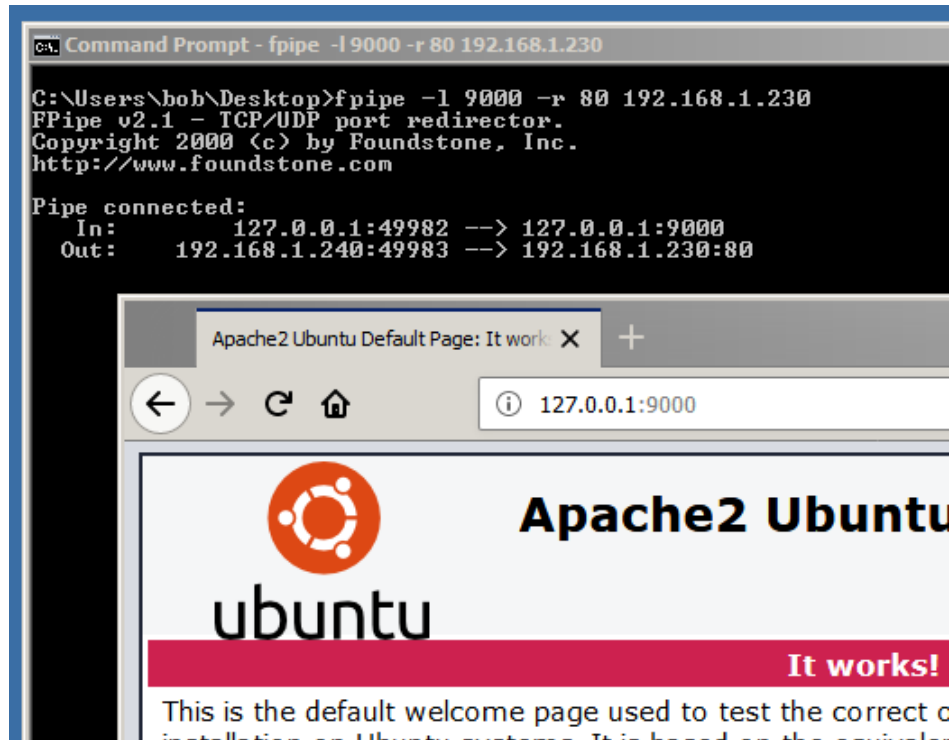 Command Prompt - fpipe -l 9000 -r 80 192.168.1.230
C:\Users\bob\Desktop>fpipe -l 9000 -r 80 192.168.1.230
FPipe v2.1 - TCP/UDP port redirector.
Copyright 2000 (c) by Foundstone, Inc.
http://www.foundstone.com
Pipe connected:
In: 127.0.0.1:49982 --> 127.0.0.1:9000
Out: 192.168.1.240:49983 --> 192.168.1.230:80
Apache2 Ubuntu Default Page: It work
127.0.0.1:9000
Apache2 Ubuntu
ubuntu
It works!
This is the default welcome page used to test the correct